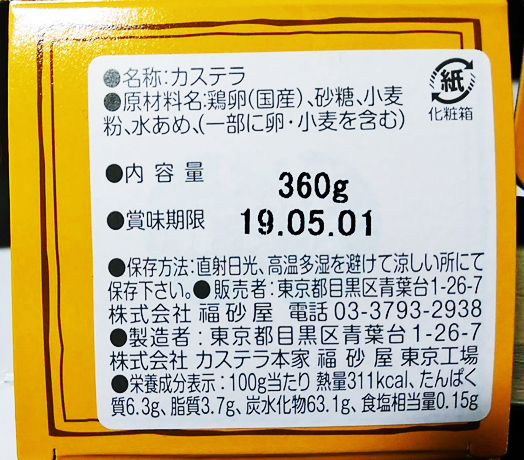 ●名称:カステラ
●原材料名:鶏卵(国産)、砂糖、小麦
粉、水あめ、(一部に卵・小麦を含む)
紙
化粧箱
●内容量 360g
●賞味期限 19.05.01
●保存方法:直射日光、高温多湿を避けて涼しい所にて
保存下さい。●販売者:東京都目黒区青葉台1-26-7
株式会社 福砂屋 電話03-3793-2938
●製造者:東京都目黒区青葉台1-26-7
株式会社 カステラ本家 福砂屋 東京工場
●栄養成分表示:100g当たり 熱量311kcal、たんぱく
質6.3g、脂質3.7g、炭水化物63.1g、食塩相当量0.15g